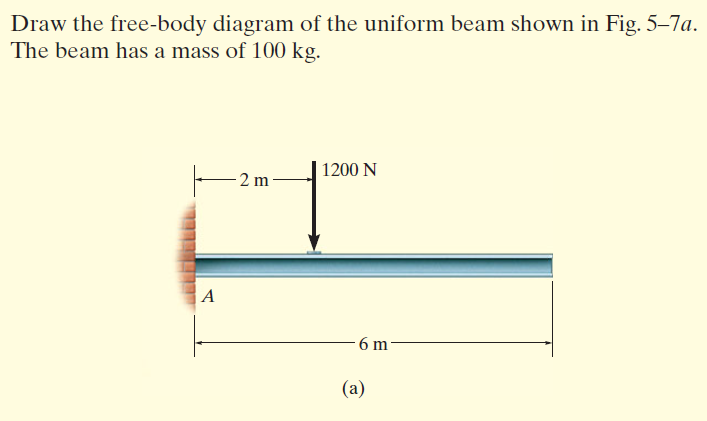 Draw the free-body diagram of the uniform beam shown in Fig. 5–7a.
The beam has a mass of 100 kg.
1200 N
2 m
A
6 m
(a)